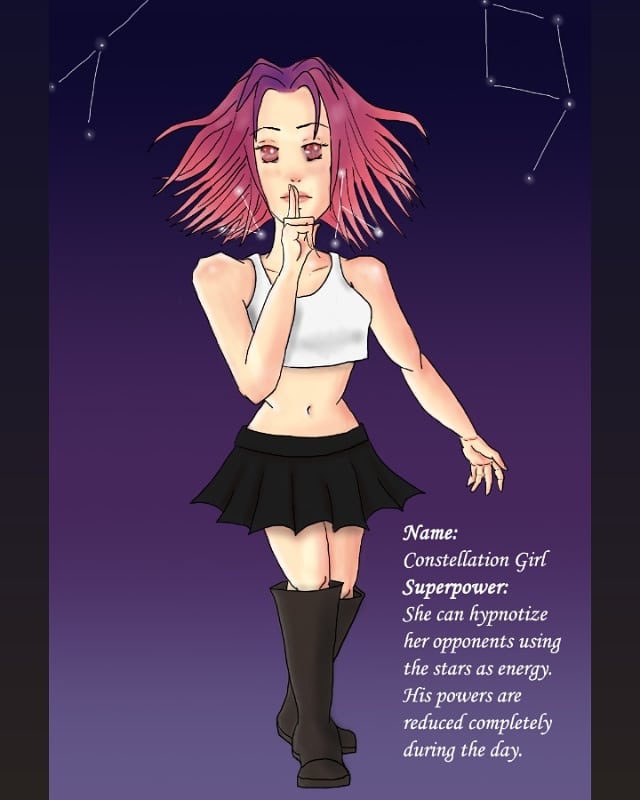 Name:
Constellation Girl
Superpower:
She can hypnotize
her opponents using
the stars as energy.
His powers are
reduced completely
during the day.